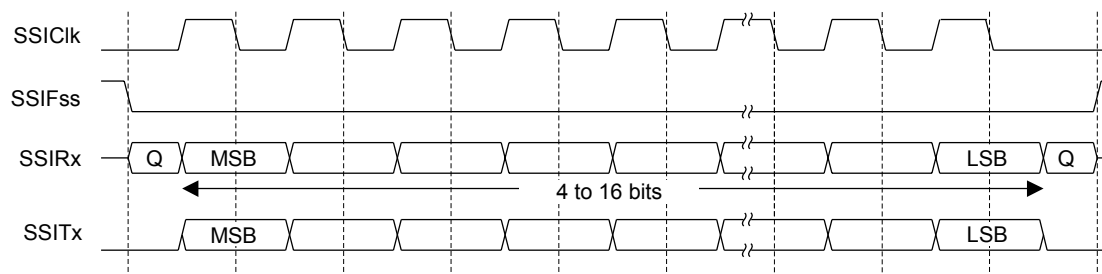 SSIClk
SSIFss
SSIRx Q MSB LSB Q
4 to 16 bits
SSITx MSB LSB